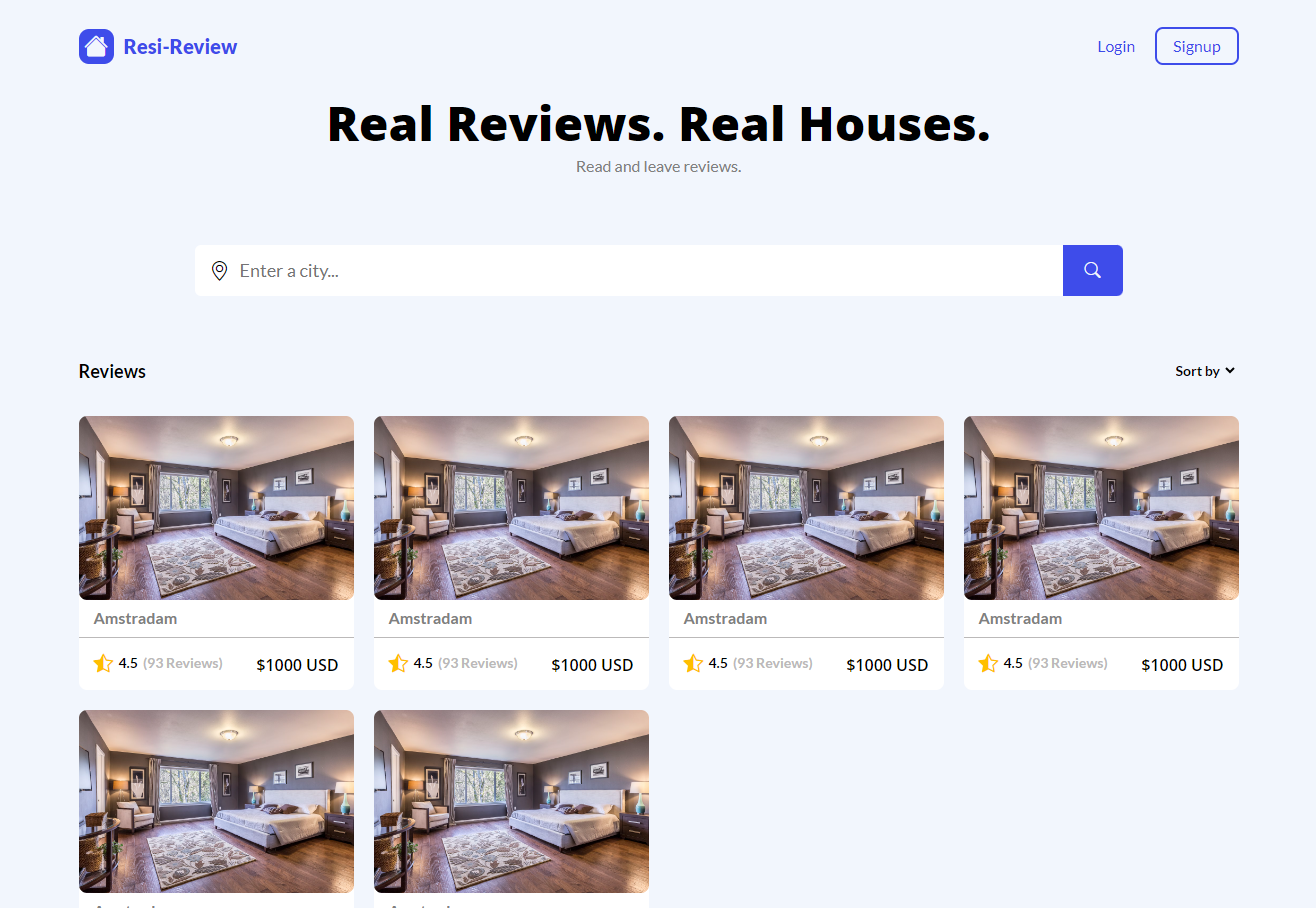 Resi-Review
Login
Signup
Real Reviews. Real Houses.
Read and leave reviews.
Enter a city...
Reviews
Sort by
Amstradam
4.5 (93 Reviews) $1000 USD
Amstradam
4.5 (93 Reviews) $1000 USD
Amstradam
4.5 (93 Reviews) $1000 USD
Amstradam
4.5 (93 Reviews) $1000 USD